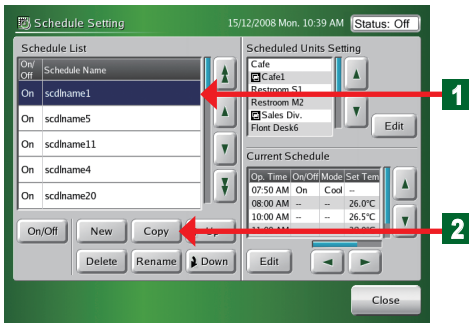 Schedule Setting
15/12/2008 Mon. 10:39 AM
Status: Off
Schedule List
On/Off Schedule Name
On scdlname1
On scdlname5
On scdlname11
On scdlname4
On scdlname20
On/Off New Copy Up
Delete Rename Down
Scheduled Units Setting
Cafe
Cafe1
Restroom S1
Restroom M2
Sales Div.
Flont Desk6
Edit
Current Schedule
Op. Time On/Off Mode Set Tem
07:50 AM On Cool --
08:00 AM -- -- 26.0°C
10:00 AM -- -- 26.5°C
11:00 AM
Edit
Close
1
2